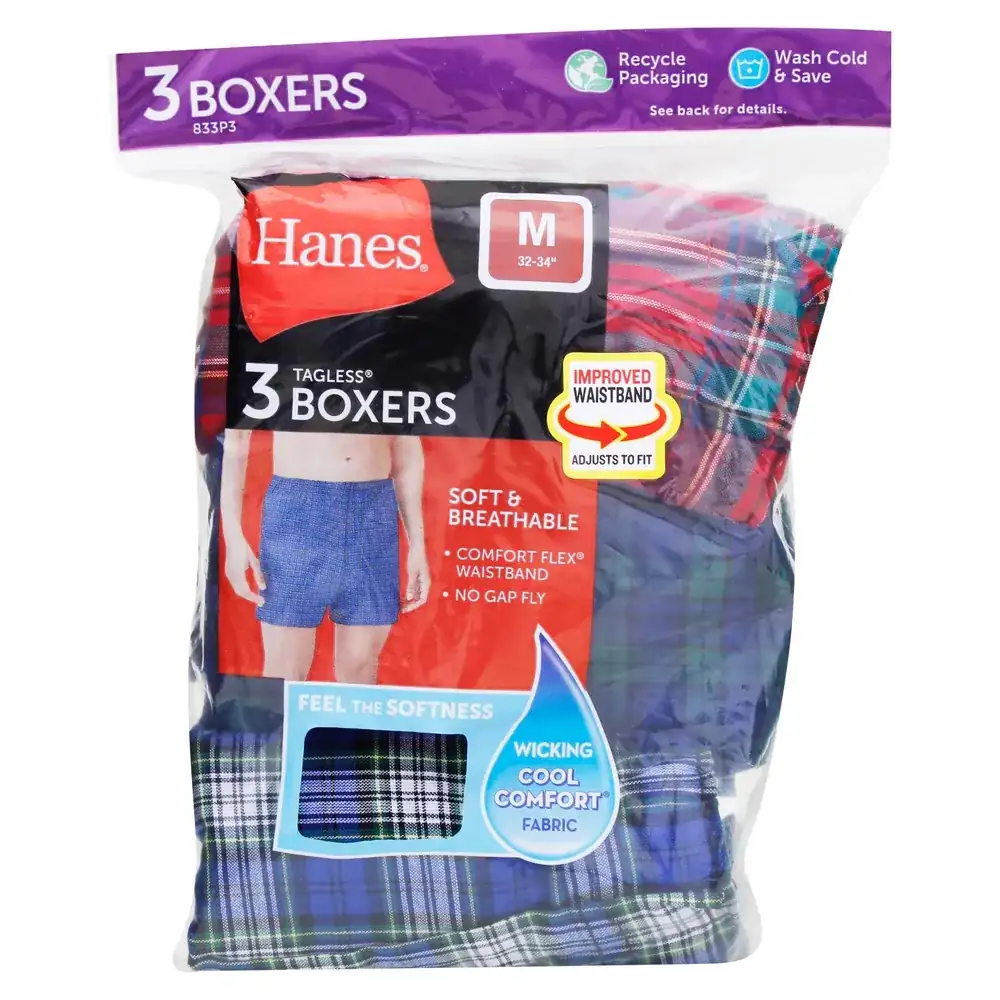 3 BOXERS
833P3
Recycle
Packaging
Wash Cold
& Save
See back for details.
Hanes®
M
32-34"
3 TAGLESS®
BOXERS
IMPROVED
WAISTBAND
ADJUSTS TO FIT
SOFT &
BREATHABLE
• COMFORT FLEX®
WAISTBAND
• NO GAP FLY
FEEL THE SOFTNESS
WICKING
COOL
COMFORT®
FABRIC